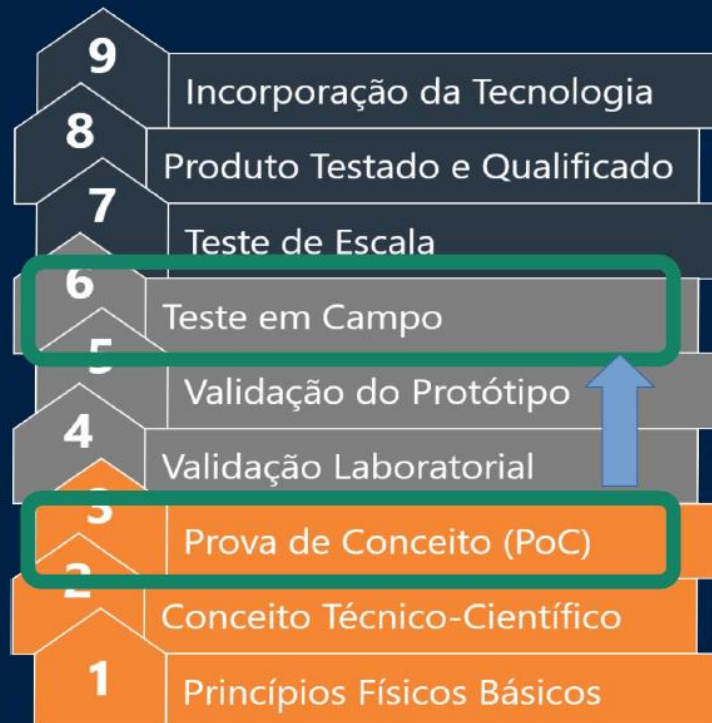 9
Incorporação da Tecnologia
8
Produto Testado e Qualificado
7
Teste de Escala
6
Teste em Campo
5
Validação do Protótipo
4
Validação Laboratorial
3
Prova de Conceito (PoC)
2
Conceito Técnico-Científico
1
Princípios Físicos Básicos